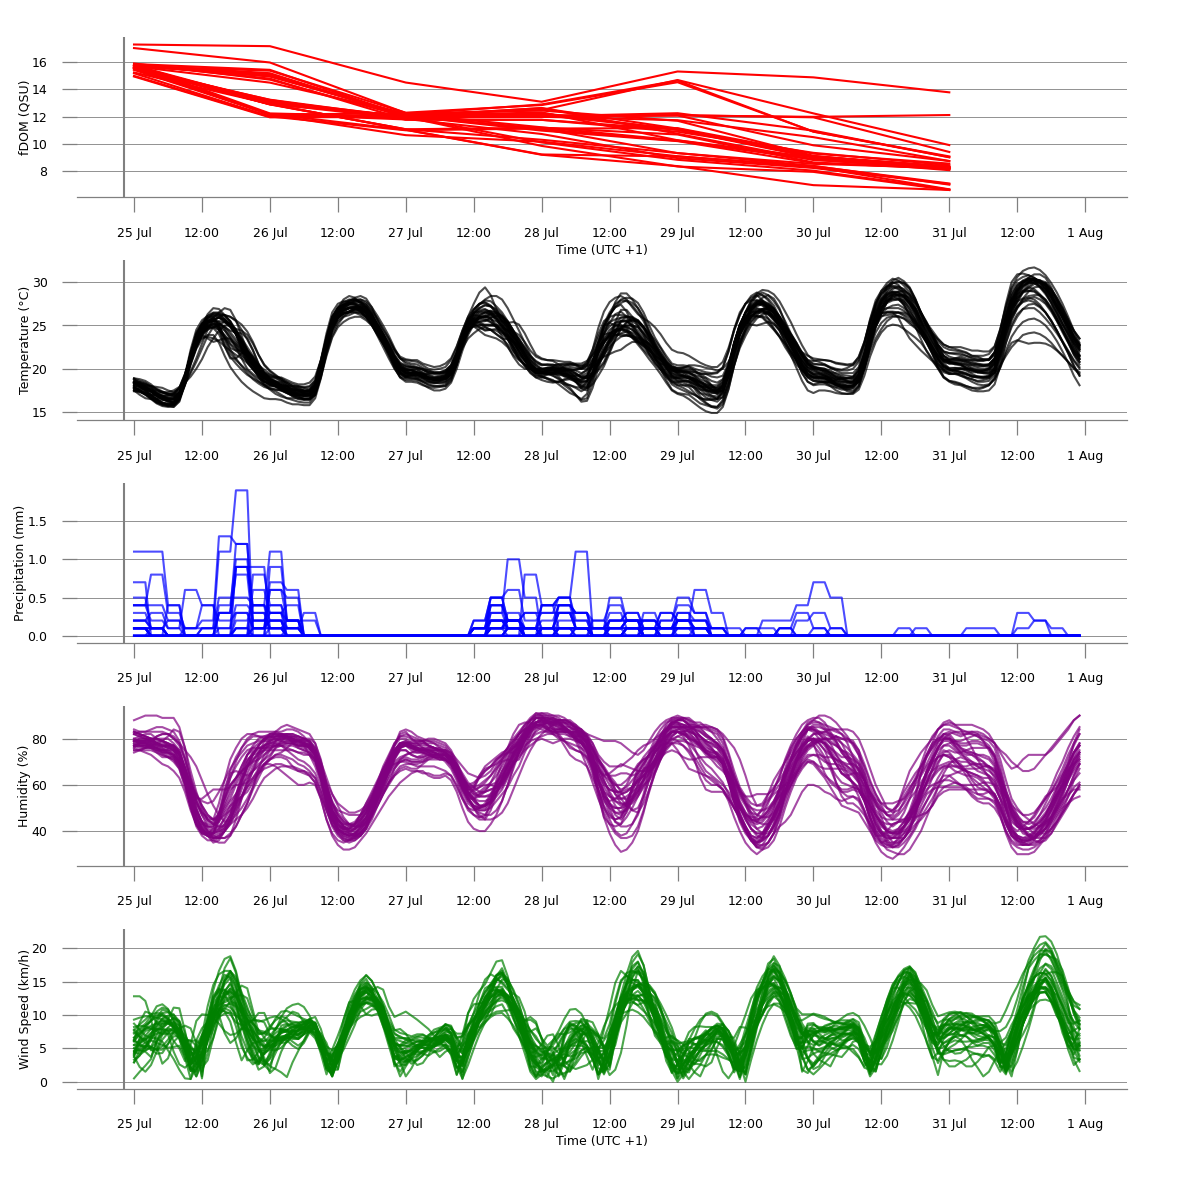 fDOM (QSU)
16
14
12
10
8
25 Jul 12:00 26 Jul 12:00 27 Jul 12:00 28 Jul 12:00 29 Jul 12:00 30 Jul 12:00 31 Jul 12:00 1 Aug
Time (UTC +1)
Temperature (°C)
30
25
20
15
25 Jul 12:00 26 Jul 12:00 27 Jul 12:00 28 Jul 12:00 29 Jul 12:00 30 Jul 12:00 31 Jul 12:00 1 Aug
Precipitation (mm)
1.5
1.0
0.5
0.0
25 Jul 12:00 26 Jul 12:00 27 Jul 12:00 28 Jul 12:00 29 Jul 12:00 30 Jul 12:00 31 Jul 12:00 1 Aug
Humidity (%)
80
60
40
25 Jul 12:00 26 Jul 12:00 27 Jul 12:00 28 Jul 12:00 29 Jul 12:00 30 Jul 12:00 31 Jul 12:00 1 Aug
Wind Speed (km/h)
20
15
10
5
0
25 Jul 12:00 26 Jul 12:00 27 Jul 12:00 28 Jul 12:00 29 Jul 12:00 30 Jul 12:00 31 Jul 12:00 1 Aug
Time (UTC +1)